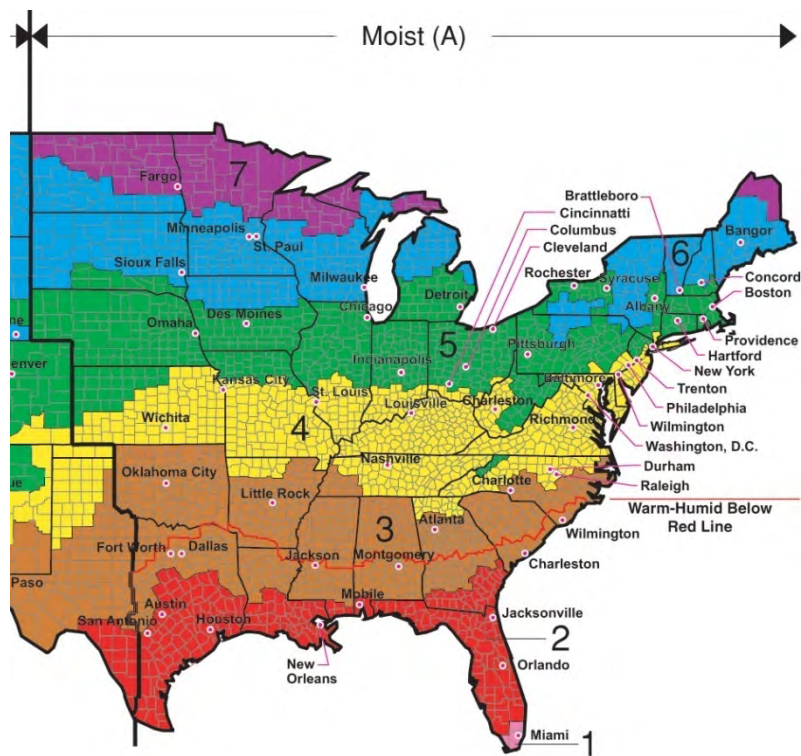 Moist (A)
7
Fargo
Brattleboro
Cincinnatti
Columbus
Cleveland
Minneapolis
St. Paul
6
Bangor
Sioux Falls
Milwaukee
Rochester
Syracuse
Concord
Boston
Chicago
Detroit
Albany
Des Moines
Omaha
ne
5
Pittsburgh
Providence
Hartford
New York
enver
Indianapolis
Trenton
Kansas City
St. Louis
Baltimore
Philadelphia
Louisville
Charleston
Wilmington
Wichita
4
Richmond
Washington, D.C.
Nashville
Durham
Raleigh
ue
Oklahoma City
Charlotte
Little Rock
Warm-Humid Below
Red Line
3
Atlanta
Wilmington
Fort Worth
Dallas
Jackson
Montgomery
Charleston
Paso
Mobile
Austin
San Antonio
Houston
Jacksonville
2
New
Orleans
Orlando
Miami
1